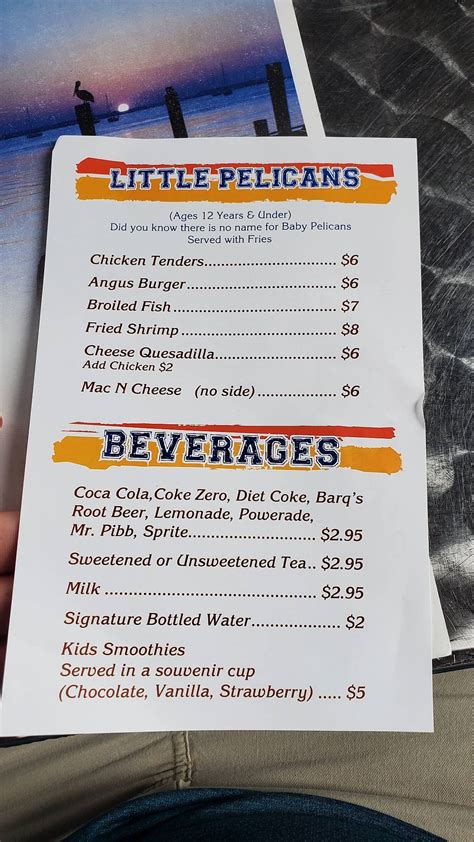 LITTLE PELICANS
(Ages 12 Years & Under)
Did you know there is no name for Baby Pelicans
Served with Fries
Chicken Tenders................................ $6
Angus Burger.................................... $6
Broiled Fish....................................... $7
Fried Shrimp..................................... $8
Cheese Quesadilla............................. $6
Add Chicken $2
Mac N Cheese (no side)................... $6
BEVERAGES
Coca Cola,Coke Zero, Diet Coke, Barq's
Root Beer, Lemonade, Powerade,
Mr. Pibb, Sprite.............................. $2.95
Sweetened or Unsweetened Tea.. $2.95
Milk ................................................ $2.95
Signature Bottled Water.................... $2
Kids Smoothies
Served in a souvenir cup
(Chocolate, Vanilla, Strawberry) ..... $5